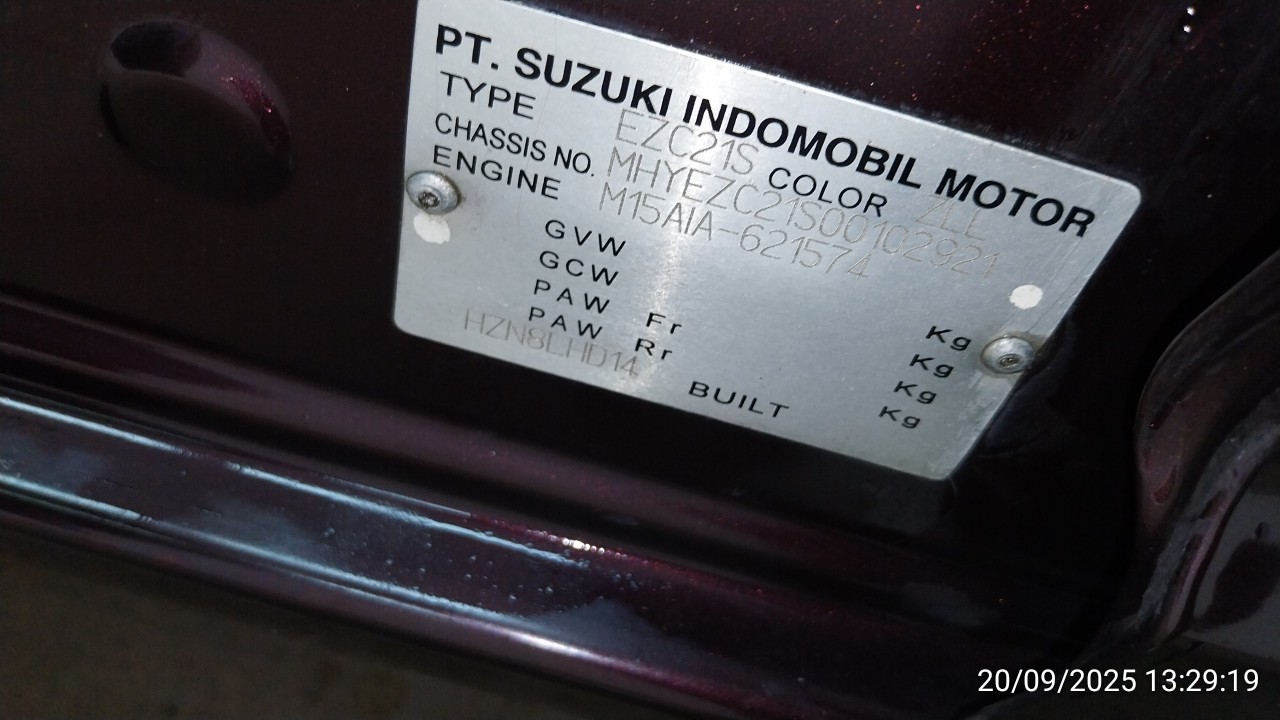 PT. SUZUKI INDOMOBIL MOTOR
TYPE EZC21S COLOR ZLL
CHASSIS NO. MHYEZC21S00102921
ENGINE M15AIA-621574
GVW Kg
GCW Kg
PAW Fr Kg
PAW Rr Kg
HZN8LHD14 BUILT
20/09/2025 13:29:19